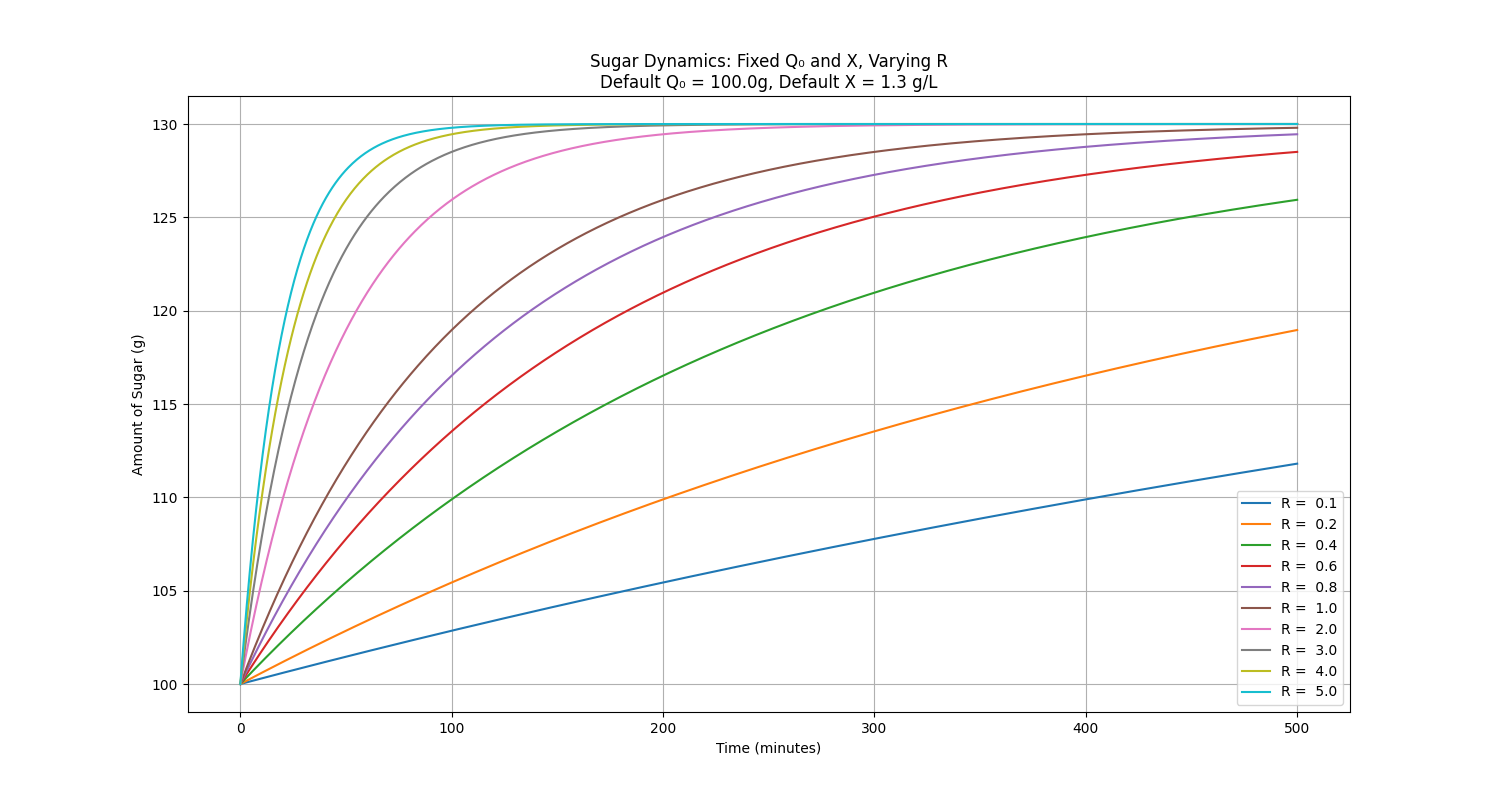 Sugar Dynamics: Fixed Q₀ and X, Varying R
Default Q₀ = 100.0g, Default X = 1.3 g/L
Amount of Sugar (g)
130
125
120
115
110
105
100
R =  0.1
R =  0.2
R =  0.4
R =  0.6
R =  0.8
R =  1.0
R =  2.0
R =  3.0
R =  4.0
R =  5.0
0 100 200 300 400 500
Time (minutes)